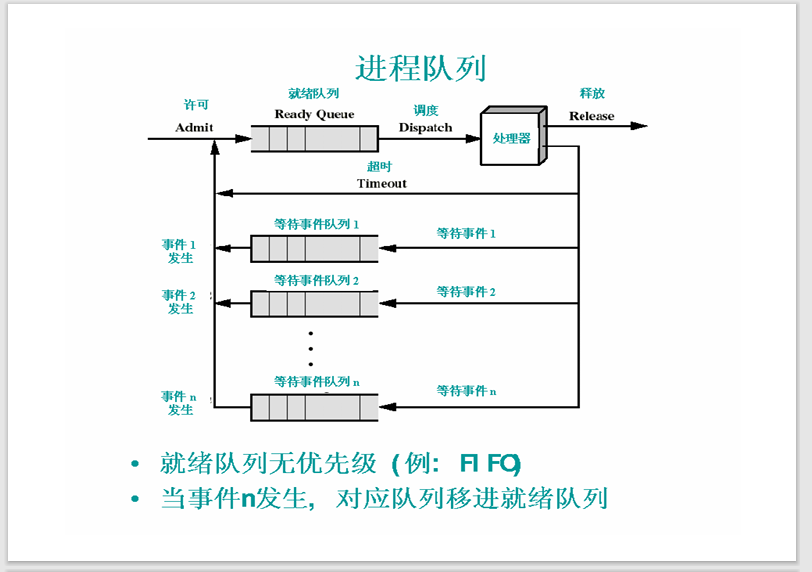 进程队列
许可
Admit
就绪队列
Ready Queue
调度
Dispatch
处理器
释放
Release
超时
Timeout
等待事件队列 1
等待事件 1
事件 1
发生
等待事件队列 2
等待事件 2
事件 2
发生
等待事件队列 n
等待事件 n
事件 n
发生
• 就绪队列无优先级（例： FIFO）
• 当事件n发生，对应队列移进就绪队列